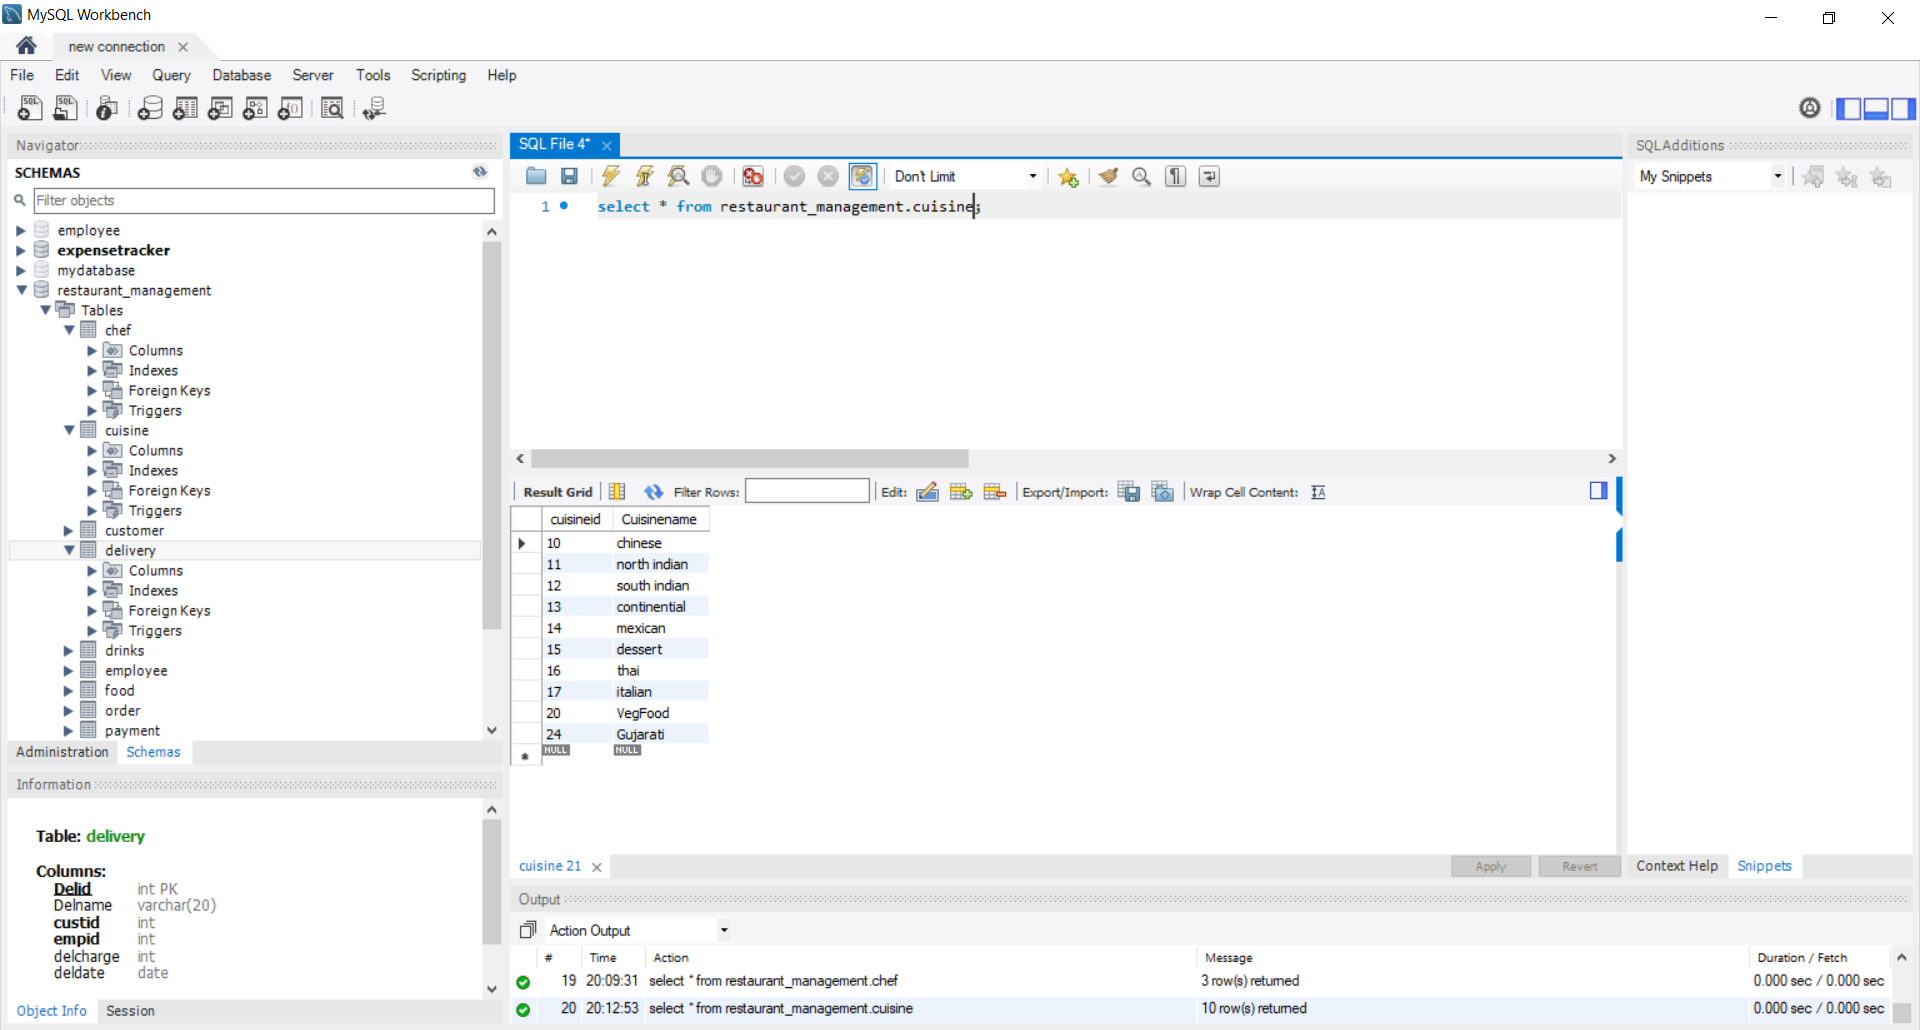 MySQL Workbench
new connection
File Edit View Query Database Server Tools Scripting Help
Navigator
SCHEMAS
Filter objects
employee
expensetracker
mydatabase
restaurant_management
Tables
chef
Columns
Indexes
Foreign Keys
Triggers
cuisine
Columns
Indexes
Foreign Keys
Triggers
customer
delivery
Columns
Indexes
Foreign Keys
Triggers
drinks
employee
food
order
payment
Administration Schemas
Information
Table: delivery
Columns:
Delid int PK
Delname varchar(20)
custid int
empid int
delcharge int
deldate date
Object Info Session
SQL File 4*
Don't Limit
1 select * from restaurant_management.cuisine;
Result Grid Filter Rows: Edit: Export/Import: Wrap Cell Content:
cuisineid Cuisinename
10 chinese
11 north indian
12 south indian
13 continental
14 mexican
15 dessert
16 thai
17 italian
20 VegFood
24 Gujarati
NULL NULL
cuisine 21
Apply Revert
Output
Action Output
# Time Action Message Duration / Fetch
19 20:09:31 select * from restaurant_management.chef 3 row(s) returned 0.000 sec / 0.000 sec
20 20:12:53 select * from restaurant_management.cuisine 10 row(s) returned 0.000 sec / 0.000 sec
SQLAdditions
My Snippets
Context Help Snippets